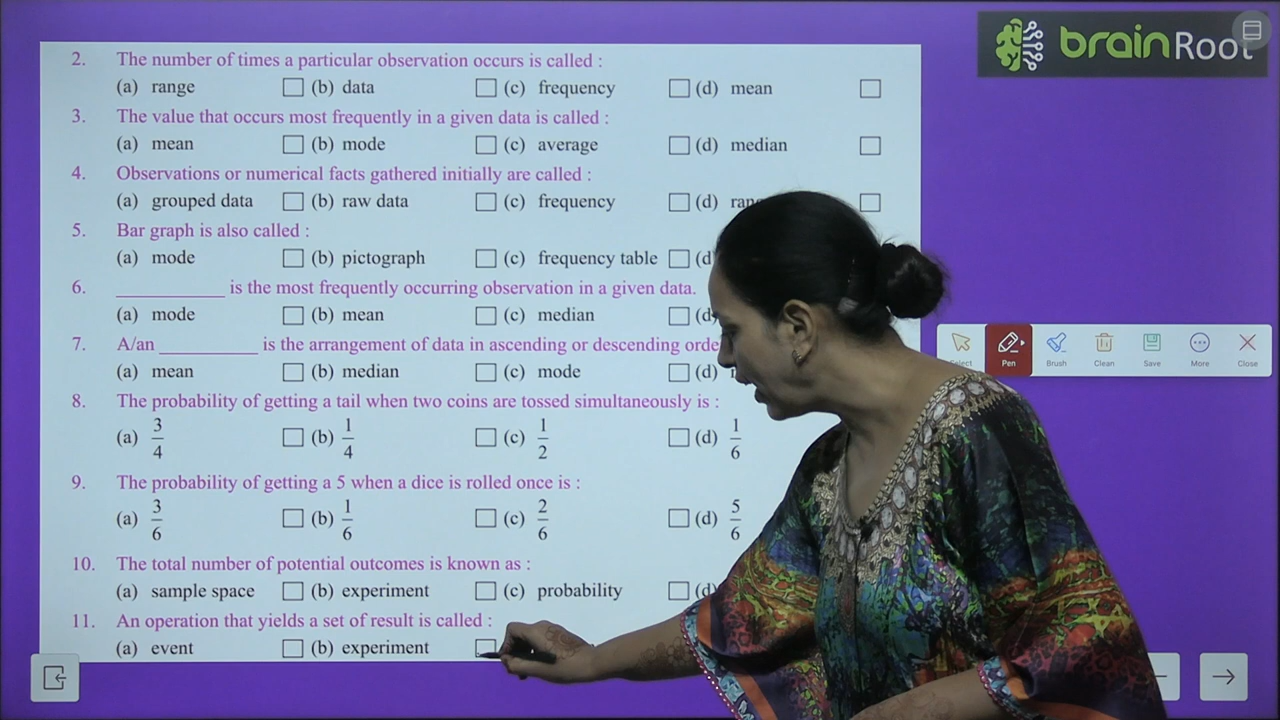 brainRoot
2. The number of times a particular observation occurs is called :
(a) range (b) data (c) frequency (d) mean
3. The value that occurs most frequently in a given data is called :
(a) mean (b) mode (c) average (d) median
4. Observations or numerical facts gathered initially are called :
(a) grouped data (b) raw data (c) frequency (d)
5. Bar graph is also called :
(a) mode (b) pictograph (c) frequency table (d
6. ___________ is the most frequently occurring observation in a given data.
(a) mode (b) mean (c) median (d
7. A/an __________ is the arrangement of data in ascending or descending orde
(a) mean (b) median (c) mode (d)
8. The probability of getting a tail when two coins are tossed simultaneously is :
(a) 3/4 (b) 1/4 (c) 1/2 (d) 1/6
9. The probability of getting a 5 when a dice is rolled once is :
(a) 3/6 (b) 1/6 (c) 2/6 (d) 5/6
10. The total number of potential outcomes is known as :
(a) sample space (b) experiment (c) probability (d)
11. An operation that yields a set of result is called :
(a) event (b) experiment
Select Pen Brush Clean Save More Close